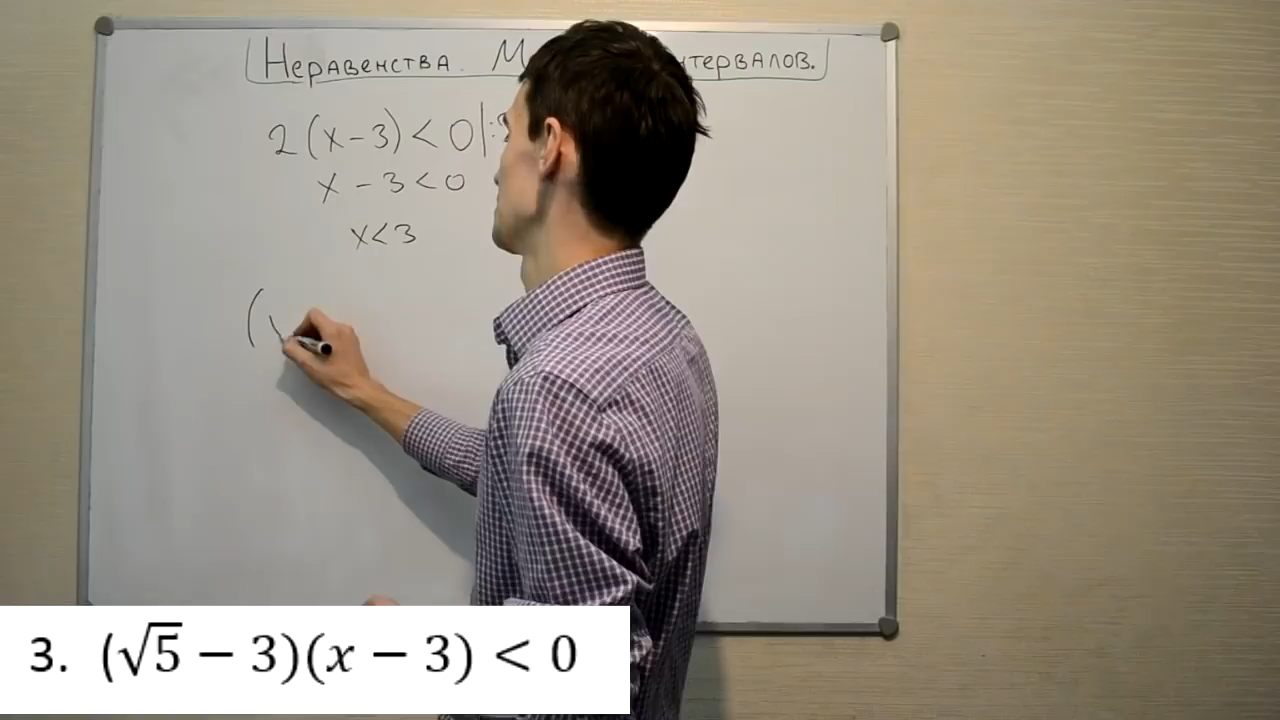 Неравенства. М
нтервалов.
2(x-3)<0|:
x-3<0
x<3
(
3. (√5 − 3)(x − 3) < 0